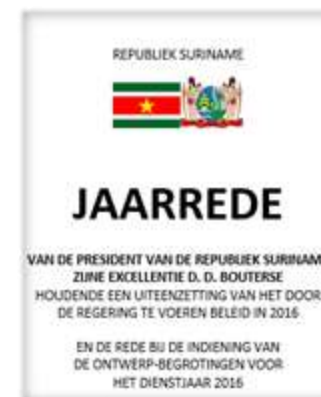 REPUBLIEK SURINAME
JAARREDE
VAN DE PRESIDENT VAN DE REPUBLIEK SURINAM
ZIJNE EXCELLENTIE D. D. BOUTERSE
HOUDENDE EEN UITEENZETTING VAN HET DOOR
DE REGERING TE VOEREN BELEID IN 2016
EN DE REDE BIJ DE INDIENING VAN
DE ONTWERP-BEGROTINGEN VOOR
HET DIENSTJAAR 2016